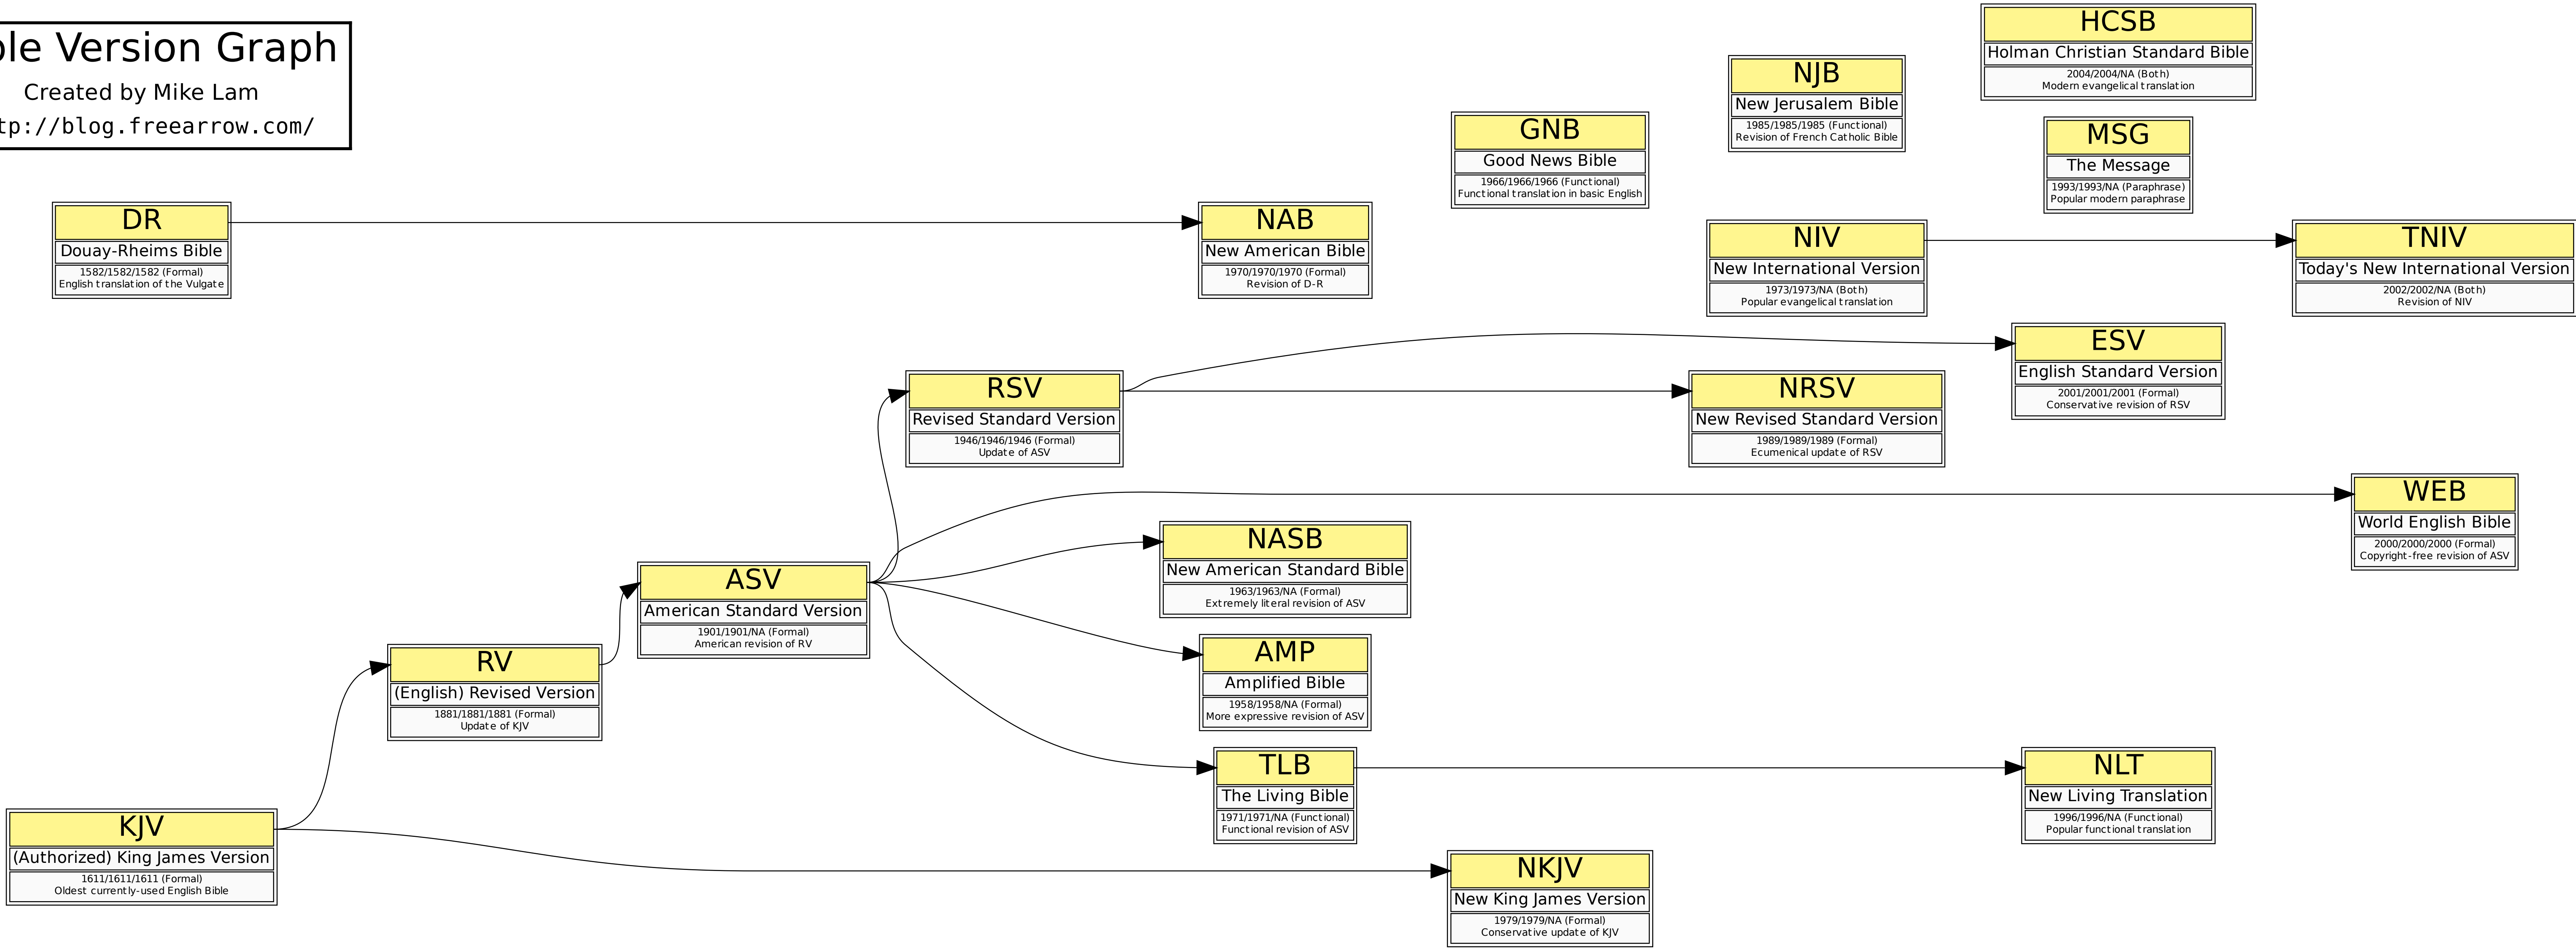 ble Version Graph
Created by Mike Lam
tp://blog.freearrow.com/
HCSB
Holman Christian Standard Bible
2004/2004/NA (Both)
Modern evangelical translation
NJB
New Jerusalem Bible
1985/1985/1985 (Functional)
Revision of French Catholic Bible
GNB
Good News Bible
1966/1966/1966 (Functional)
Functional translation in basic English
MSG
The Message
1993/1993/NA (Paraphrase)
Popular modern paraphrase
DR
Douay-Rheims Bible
1582/1582/1582 (Formal)
English translation of the Vulgate
NAB
New American Bible
1970/1970/1970 (Formal)
Revision of D-R
NIV
New International Version
1973/1973/NA (Both)
Popular evangelical translation
TNIV
Today's New International Version
2002/2002/NA (Both)
Revision of NIV
ESV
English Standard Version
2001/2001/2001 (Formal)
Conservative revision of RSV
RSV
Revised Standard Version
1946/1946/1946 (Formal)
Update of ASV
NRSV
New Revised Standard Version
1989/1989/1989 (Formal)
Ecumenical update of RSV
WEB
World English Bible
2000/2000/2000 (Formal)
Copyright-free revision of ASV
NASB
New American Standard Bible
1963/1963/NA (Formal)
Extremely literal revision of ASV
ASV
American Standard Version
1901/1901/NA (Formal)
American revision of RV
AMP
Amplified Bible
1958/1958/NA (Formal)
More expressive revision of ASV
RV
(English) Revised Version
1881/1881/1881 (Formal)
Update of KJV
TLB
The Living Bible
1971/1971/NA (Functional)
Functional revision of ASV
NLT
New Living Translation
1996/1996/NA (Functional)
Popular functional translation
KJV
(Authorized) King James Version
1611/1611/1611 (Formal)
Oldest currently-used English Bible
NKJV
New King James Version
1979/1979/NA (Formal)
Conservative update of KJV